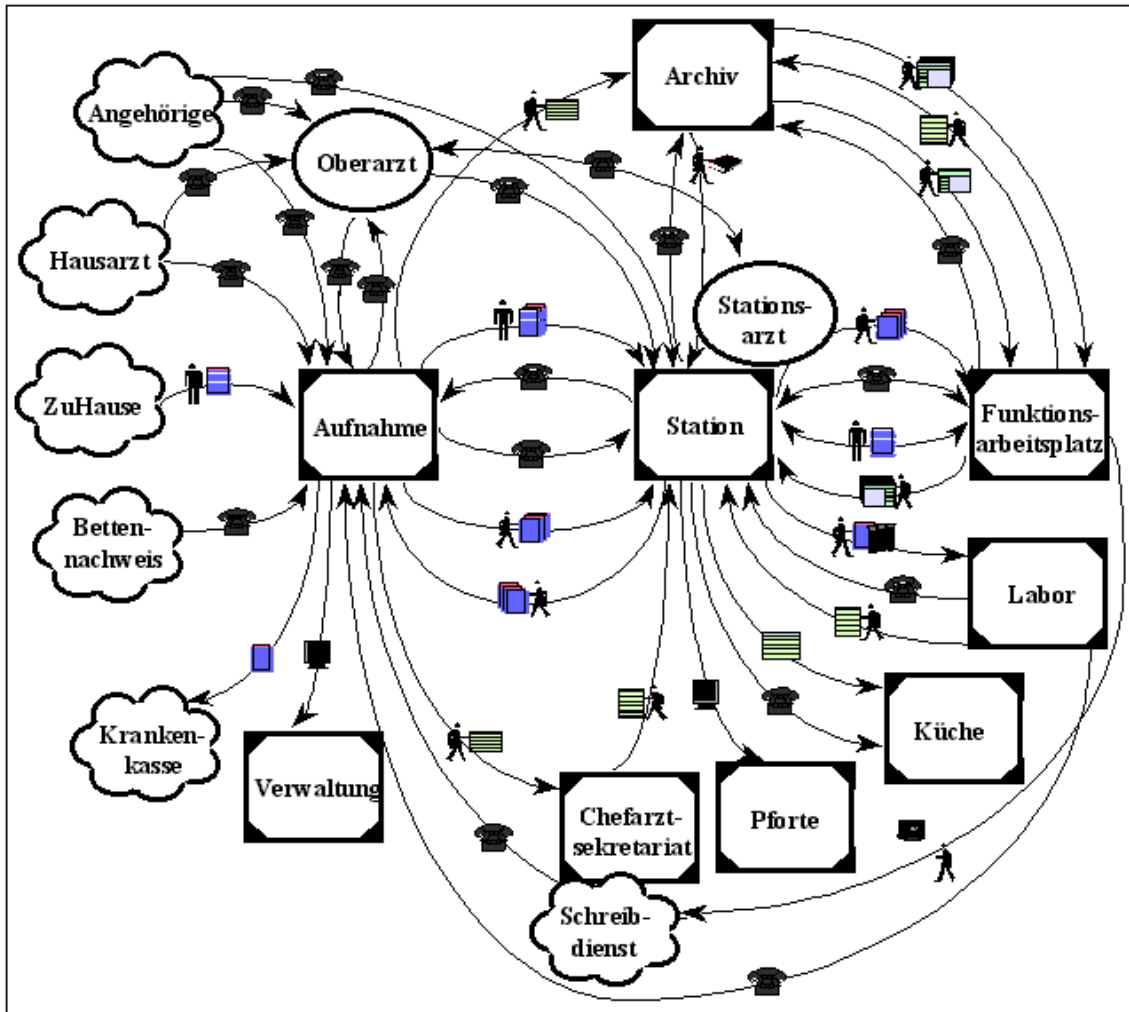 Archiv
Angehörige
Oberarzt
Hausarzt
Stations-
arzt
ZuHause
Aufnahme
Station
Funktions-
arbeitsplatz
Betten-
nachweis
Labor
Kranken-
kasse
Verwaltung
Küche
Chefarzt-
sekretariat
Pforte
Schreib-
dienst